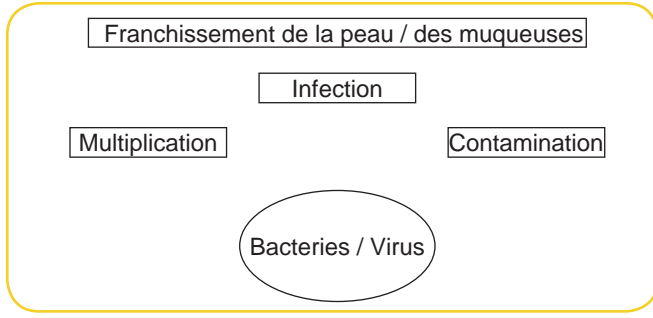 Franchissement de la peau / des muqueuses
Infection
Multiplication
Contamination
Bacteries / Virus